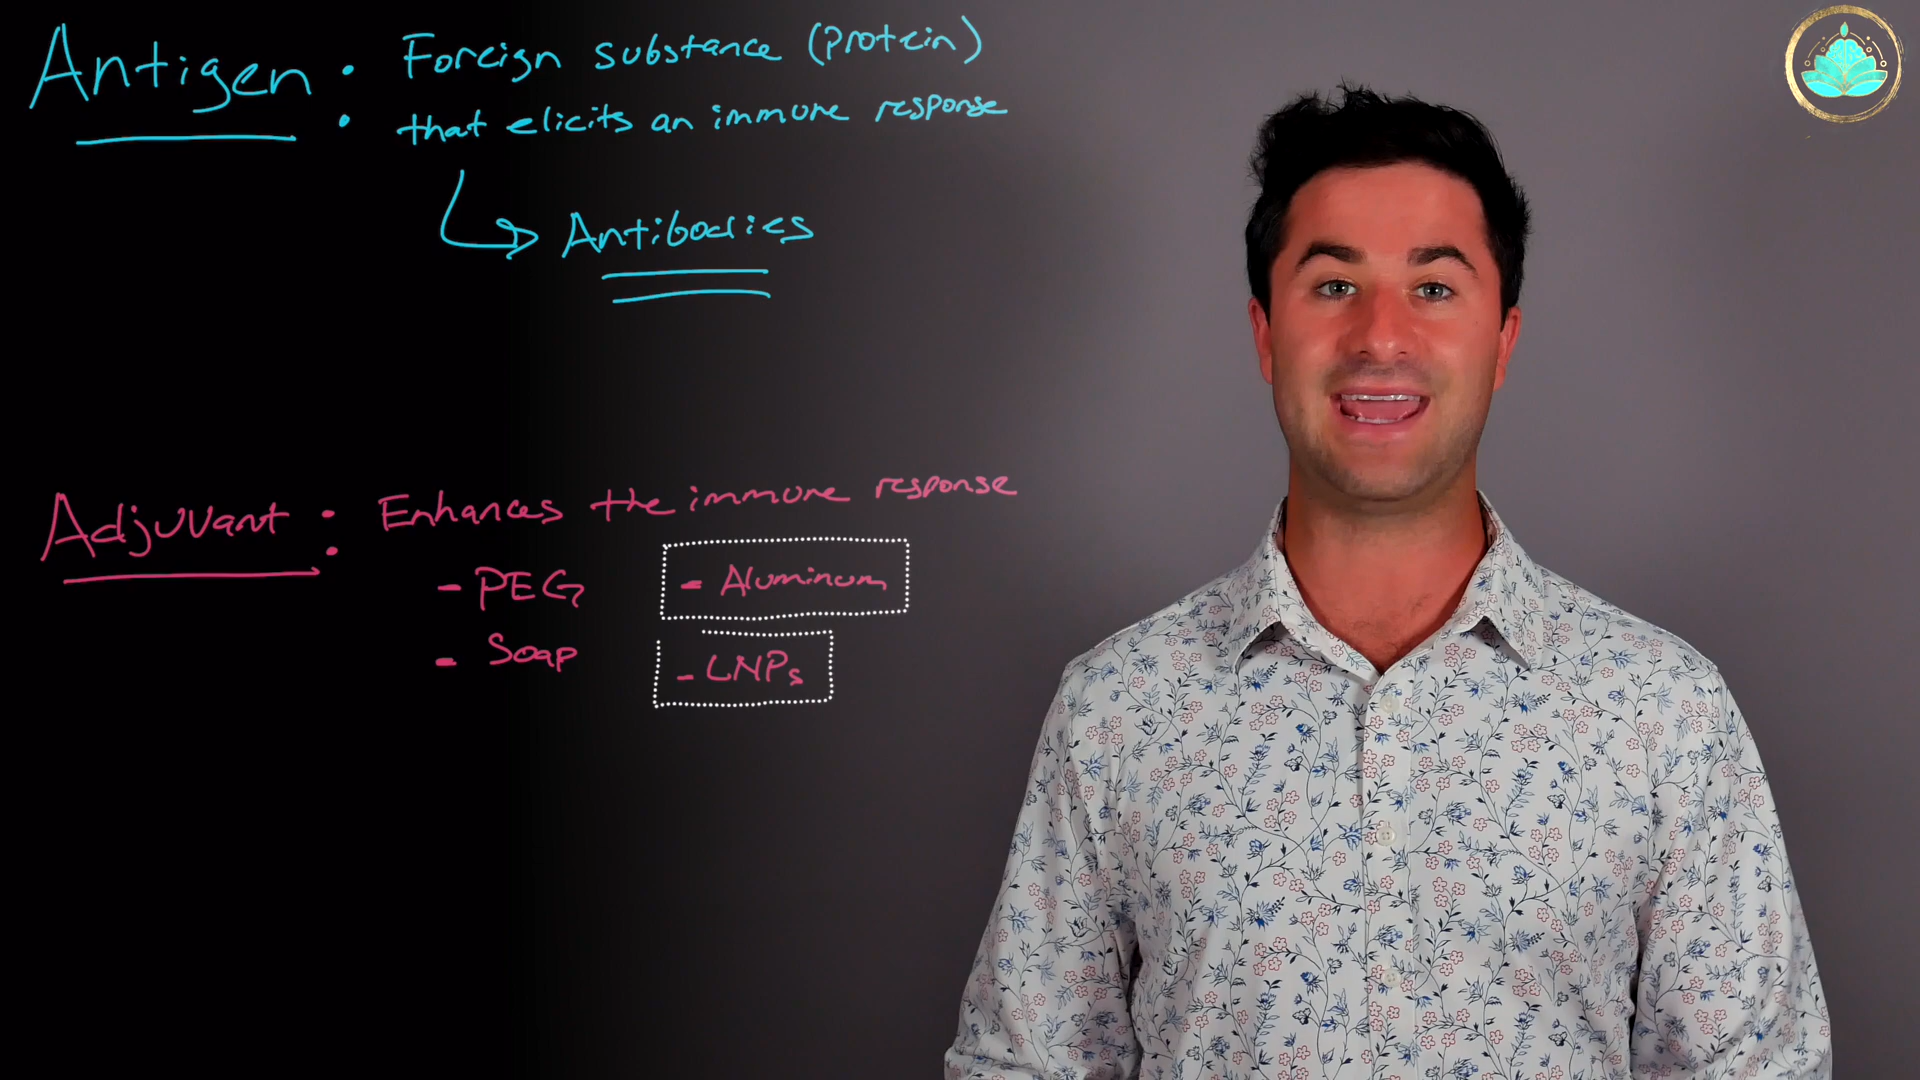 Antigen : Foreign substance (protein)
that elicits an immune response
Antibodies
Adjuvant : Enhances the immune response
- PEG - Aluminum
- Soap - LNPs